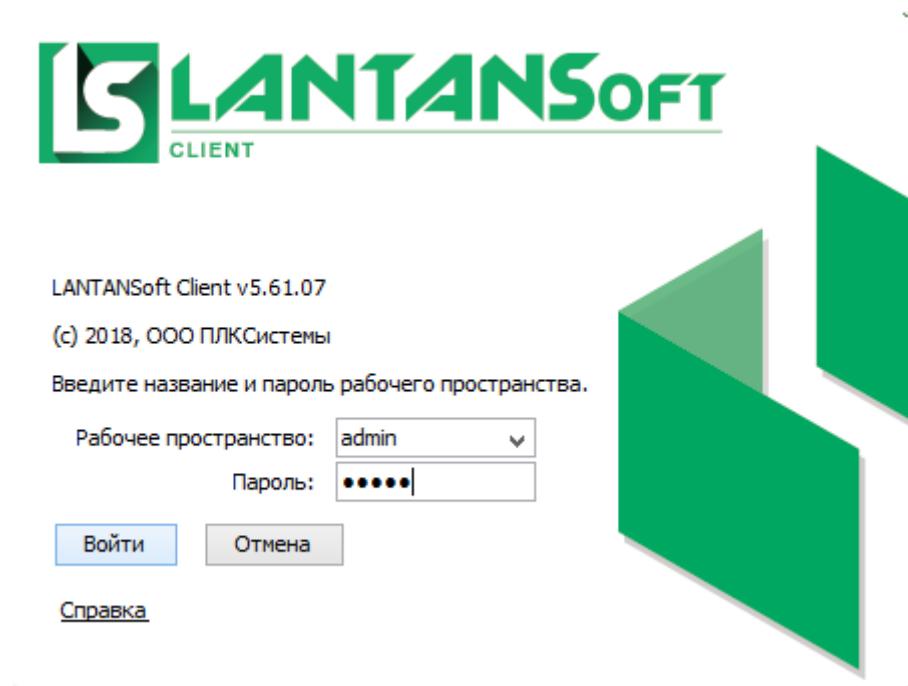 LS LANTANSOFT
CLIENT
LANTANSoft Client v5.61.07
(c) 2018, ООО ПЛКСистемы
Введите название и пароль рабочего пространства.
Рабочее пространство: admin
Пароль: •••••
Войти Отмена
Справка